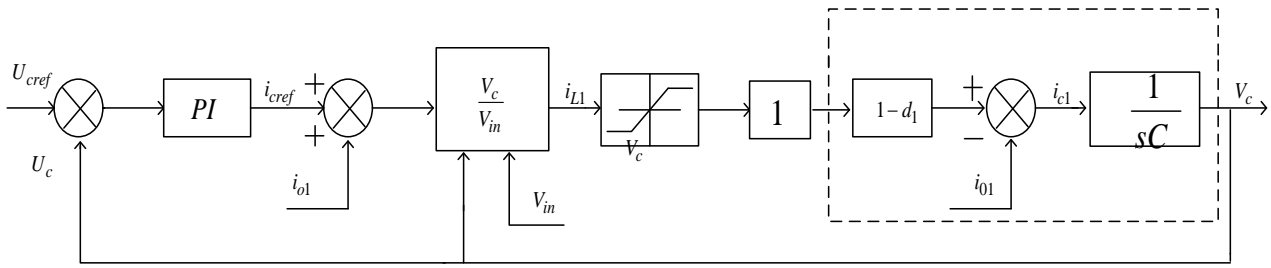 U_cref
U_c
PI
i_cref
+
+
i_o1
V_c
V_in
V_in
i_L1
V_c
1
1-d_1
+
−
i_01
i_c1
1
sC
V_c